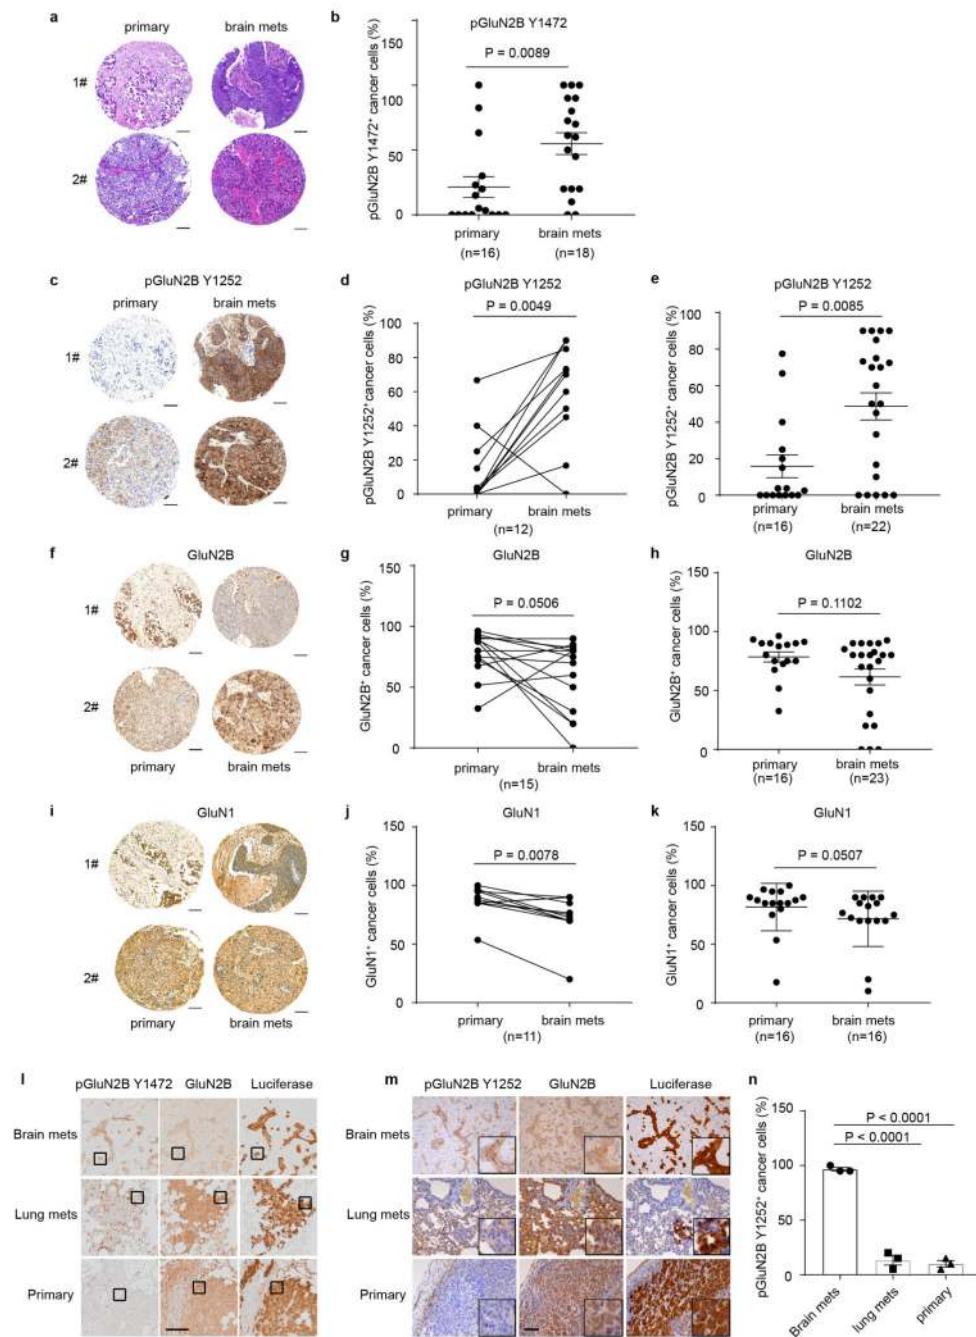 a
primary
brain mets
1#
2#
b
pGluN2B Y1472
P = 0.0089
pGluN2B Y1472⁺ cancer cells (%)
150
100
50
0
primary
brain mets
(n=16)
(n=18)
c
pGluN2B Y1252
primary
brain mets
1#
2#
d
pGluN2B Y1252
P = 0.0049
pGluN2B Y1252⁺ cancer cells (%)
100
80
60
40
20
0
primary
brain mets
(n=12)
e
pGluN2B Y1252
P = 0.0085
pGluN2B Y1252⁺ cancer cells (%)
100
80
60
40
20
0
primary
brain mets
(n=16)
(n=22)
f
GluN2B
1#
2#
primary
brain mets
g
GluN2B
P = 0.0506
GluN2B⁺ cancer cells (%)
150
100
50
0
primary
brain mets
(n=15)
h
GluN2B
P = 0.1102
GluN2B⁺ cancer cells (%)
150
100
50
0
primary
brain mets
(n=16)
(n=23)
i
GluN1
1#
2#
primary
brain mets
j
GluN1
P = 0.0078
GluN1⁺ cancer cells (%)
150
100
50
0
primary
brain mets
(n=11)
k
GluN1
P = 0.0507
GluN1⁺ cancer cells (%)
150
100
50
0
primary
brain mets
(n=16)
(n=16)
l
pGluN2B Y1472
GluN2B
Luciferase
Brain mets
Lung mets
Primary
m
pGluN2B Y1252
GluN2B
Luciferase
Brain mets
Lung mets
Primary
n
P < 0.0001
P < 0.0001
pGluN2B Y1252⁺ cancer cells (%)
150
100
50
0
Brain mets
lung mets
primary